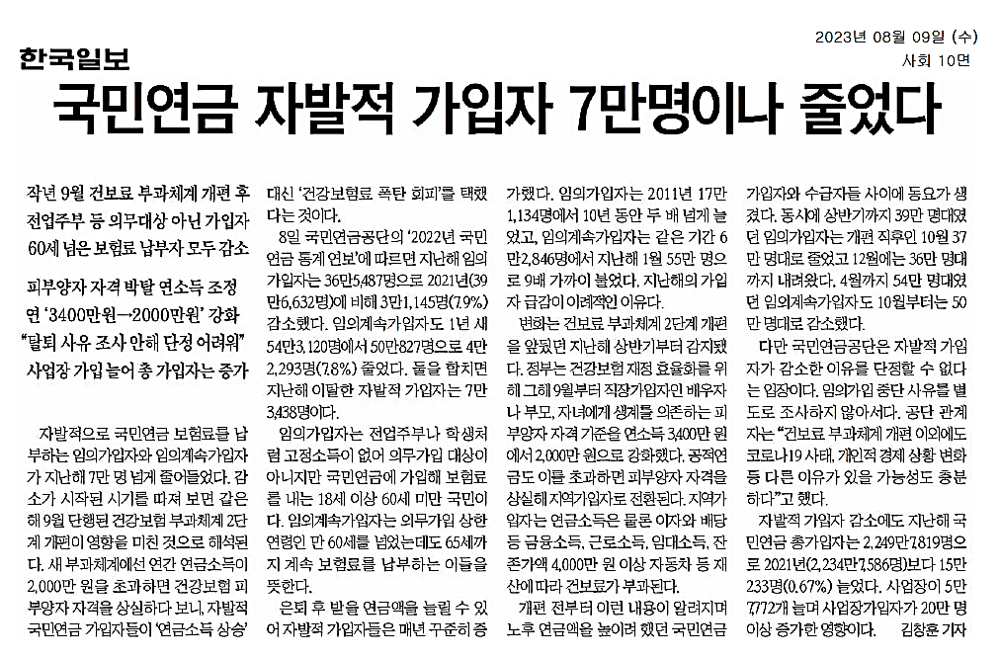 2023년 08월 09일 (수)
한국일보
사회 10면
국민연금 자발적 가입자 7만명이나 줄었다
작년 9월 건보료 부과체계 개편 후
전업주부 등 의무대상 아닌 가입자
60세 넘은 보험료 납부자 모두 감소
피부양자 자격 박탈 연소득 조정
연 ‘3400만원→2000만원’ 강화
“탈퇴 사유 조사 안해 단정 어려워”
사업장 가입 늘어 총 가입자는 증가
자발적으로 국민연금 보험료를 납
부하는 임의가입자와 임의계속가입자
가 지난해 7만 명 넘게 줄어들었다. 감
소가 시작된 시기를 따져 보면 같은
해 9월 단행된 건강보험 부과체계 2단
계 개편이 영향을 미친 것으로 해석된
다. 새 부과체계에선 연간 연금소득이
2,000만 원을 초과하면 건강보험 피
부양자 자격을 상실하다 보니, 자발적
국민연금 가입자들이 ‘연금소득 상승’
대신 ‘건강보험료 폭탄 회피’를 택했
다는 것이다.
8일 국민연금공단의 ‘2022년 국민
연금 통계 연보’에 따르면 지난해 임의
가입자는 36만5,487명으로 2021년(39
만6,632명)에 비해 3만1,145명(7.9%)
감소했다. 임의계속가입자도 1년 새
54만3,120명에서 50만827명으로 4만
2,293명(7.8%) 줄었다. 둘을 합치면
지난해 이탈한 자발적 가입자는 7만
3,438명이다.
임의가입자는 전업주부나 학생처
럼 고정소득이 없어 의무가입 대상이
아니지만 국민연금에 가입해 보험료
를 내는 18세 이상 60세 미만 국민이
다. 임의계속가입자는 의무가입 상한
연령인 만 60세를 넘었는데도 65세까
지 계속 보험료를 납부하는 이들을
뜻한다.
은퇴 후 받을 연금액을 늘릴 수 있
어 자발적 가입자들은 매년 꾸준히 증
가했다. 임의가입자는 2011년 17만
1,134명에서 10년 동안 두 배 넘게 늘
었고, 임의계속가입자는 같은 기간 6
만2,846명에서 지난해 1월 55만 명으
로 9배 가까이 불었다. 지난해의 가입
자 급감이 이례적인 이유다.
변화는 건보료 부과체계 2단계 개편
을 앞뒀던 지난해 상반기부터 감지됐
다. 정부는 건강보험 재정 효율화를 위
해 그해 9월부터 직장가입자인 배우자
나 부모, 자녀에게 생계를 의존하는 피
부양자 자격 기준을 연소득 3,400만 원
에서 2,000만 원으로 강화했다. 공적연
금도 이를 초과하면 피부양자 자격을
상실해 지역가입자로 전환된다. 지역가
입자는 연금소득은 물론 이자와 배당
등 금융소득, 근로소득, 임대소득, 잔
존가액 4,000만 원 이상 자동차 등 재
산에 따라 건보료가 부과된다.
개편 전부터 이런 내용이 알려지며
노후 연금액을 높이려 했던 국민연금
가입자와 수급자들 사이에 동요가 생
겼다. 동시에 상반기까지 39만 명대였
던 임의가입자는 개편 직후인 10월 37
만 명대로 줄었고 12월에는 36만 명대
까지 내려왔다. 4월까지 54만 명대였
던 임의계속가입자도 10월부터는 50
만 명대로 감소했다.
다만 국민연금공단은 자발적 가입
자가 감소한 이유를 단정할 수 없다
는 입장이다. 임의가입 중단 사유를 별
도로 조사하지 않아서다. 공단 관계
자는 “건보료 부과체계 개편 이외에도
코로나19 사태, 개인적 경제 상황 변화
등 다른 이유가 있을 가능성도 충분
하다”고 했다.
자발적 가입자 감소에도 지난해 국
민연금 총가입자는 2,249만7,819명으
로 2021년(2,234만7,586명)보다 15만
233명(0.67%) 늘었다. 사업장이 5만
7,772개 늘며 사업장가입자가 20만 명
이상 증가한 영향이다. 김창훈 기자